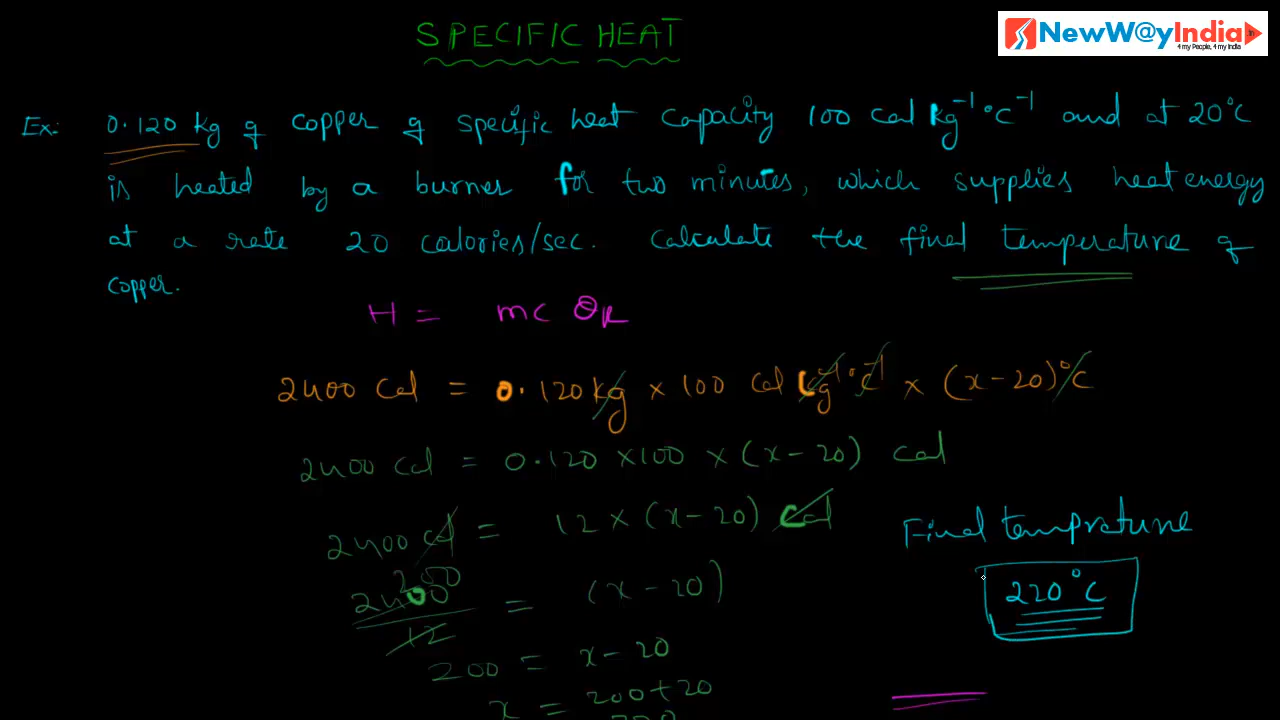 SPECIFIC HEAT
NewW@yIndia.in
4 my People, 4 my India
Ex: 0.120 kg of copper of specific heat capacity 100 Cal kg⁻¹ °C⁻¹ and at 20°C
is heated by a burner for two minutes, which supplies heat energy
at a rate 20 calories/sec. Calculate the final temperature of
copper.
H = mc θR
2400 Cal = 0.120 kg × 100 Cal kg⁻¹ °C⁻¹ × (x-20)°C
2400 Cal = 0.120 ×100 × (x-20) Cal
2400 Cal = 12 × (x-20) Cal
200
2400/12 = (x-20)
200 = x-20
x = 200+20
220
Final temprature
220°C